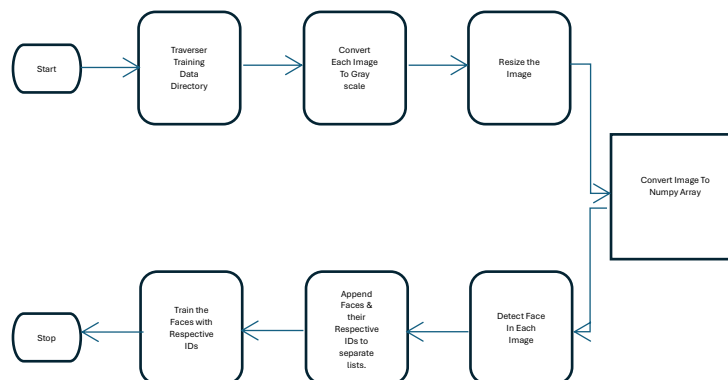 Start
Traverser
Training
Data
Directory
Convert
Each Image
To Gray
scale
Resize the
Image
Convert Image To
Numpy Array
Detect Face
In Each
Image
Append
Faces &
their
Respective
IDs to
separate
lists.
Train the
Faces with
Respective
IDs
Stop